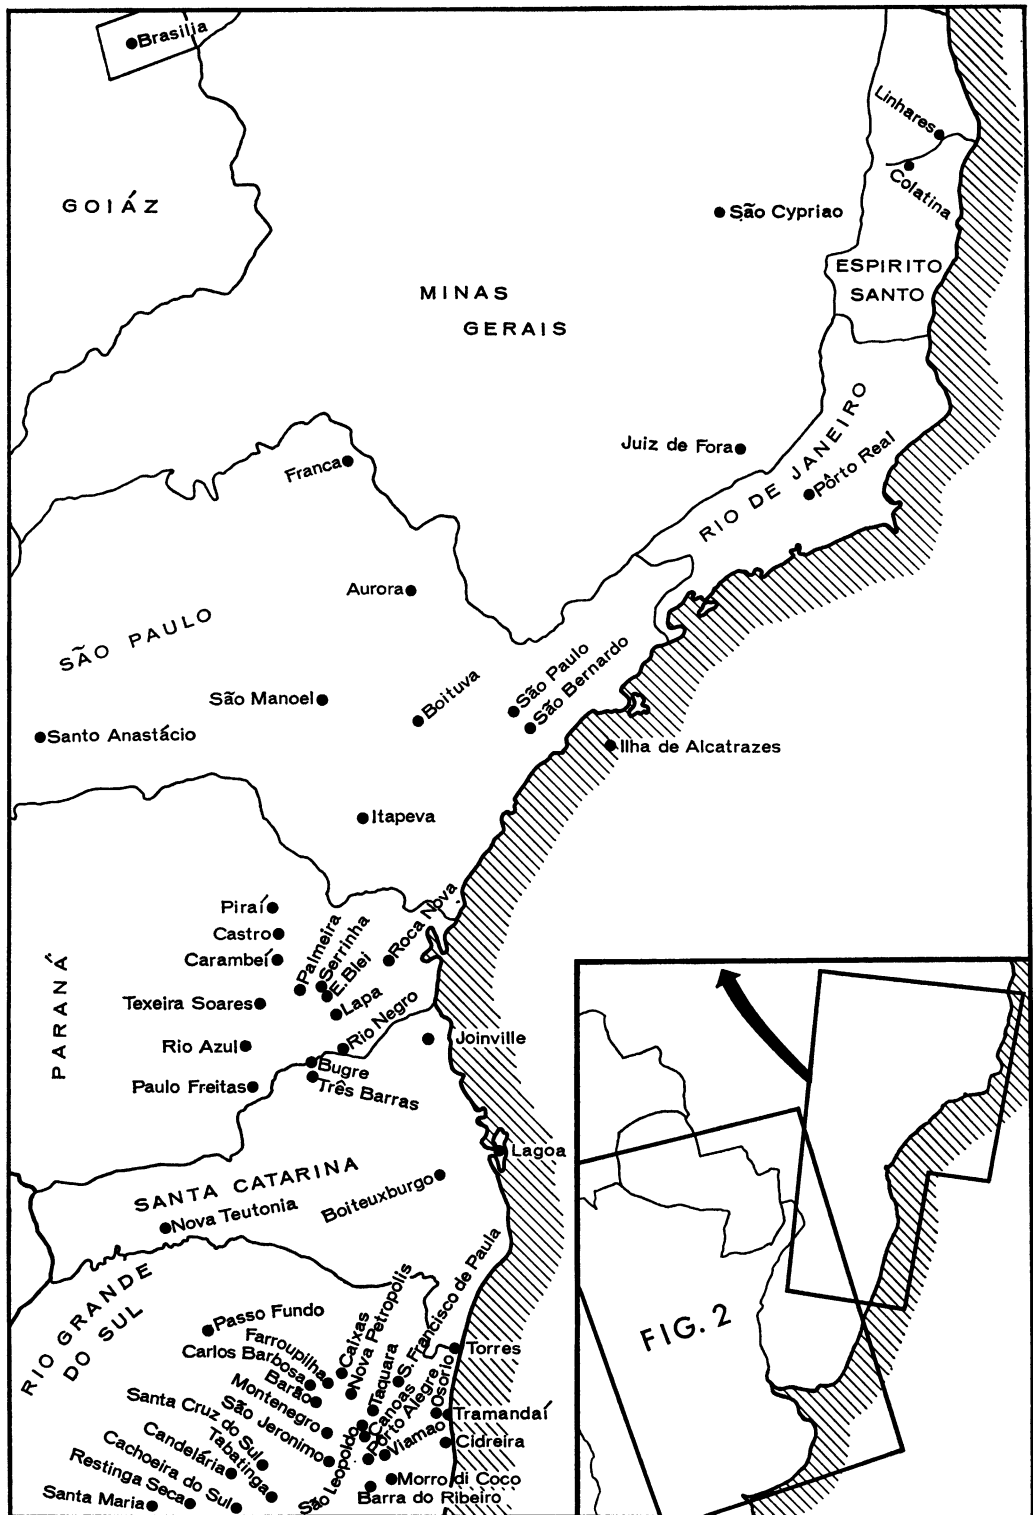 Brasilia
Linhares
Colatina
GOIÁZ
São Cypriao
ESPIRITO
SANTO
MINAS
GERAIS
RIO DE JANEIRO
Juiz de Fora
Pôrto Real
Franca
Aurora
SÃO PAULO
São Paulo
São Bernardo
São Manoel
Boituva
Santo Anastácio
Ilha de Alcatrazes
Itapeva
Piraí
Castro
Carambeí
Palmeira
Serrinha
E. Blei
Roca Nova
PARANÁ
Texeira Soares
Lapa
Rio Negro
Rio Azul
Joinville
Bugre
Paulo Freitas
Três Barras
Lagoa
SANTA CATARINA
Boiteuxburgo
Nova Teutonia
RIO GRANDE
DO SUL
Passo Fundo
Farroupilha
Carlos Barbosa
Barão
Caixas
Nova Petropolis
S. Francisco de Paula
Torres
Montenegro
Taquara
Canoas
Porto Alegre
Osorio
Tramandaí
São Jeronimo
Santa Cruz do Sul
São Leopoldo
Viamao
Cidreira
Candelária
Tabatinga
Cachoeira do Sul
Restinga Seca
Santa Maria
Morro di Coco
Barra do Ribeiro
FIG. 2